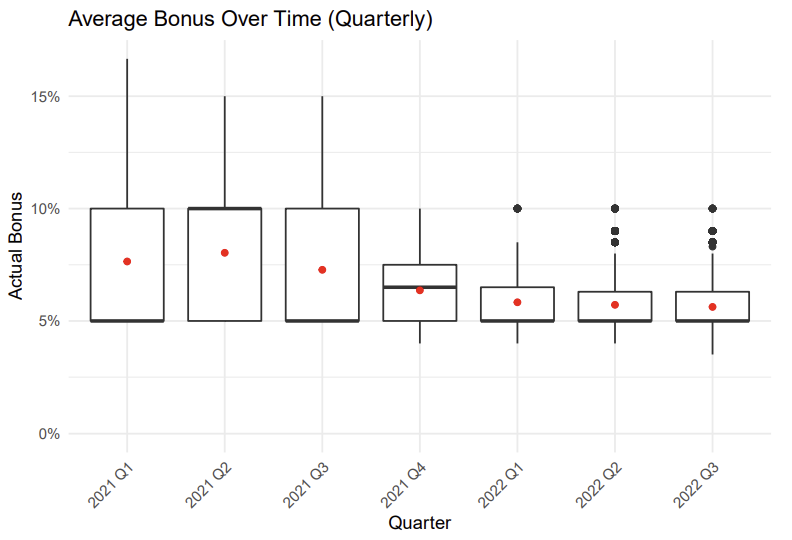 Average Bonus Over Time (Quarterly)
Actual Bonus
15%
10%
5%
0%
2021 Q1
2021 Q2
2021 Q3
2021 Q4
2022 Q1
2022 Q2
2022 Q3
Quarter